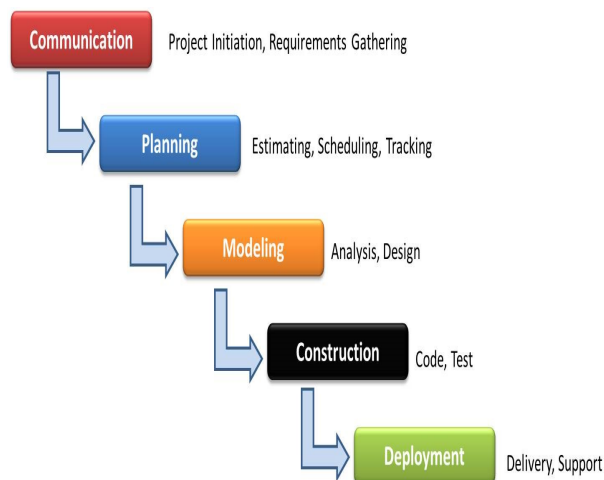 Communication
Project Initiation, Requirements Gathering
Planning
Estimating, Scheduling, Tracking
Modeling
Analysis, Design
Construction
Code, Test
Deployment
Delivery, Support